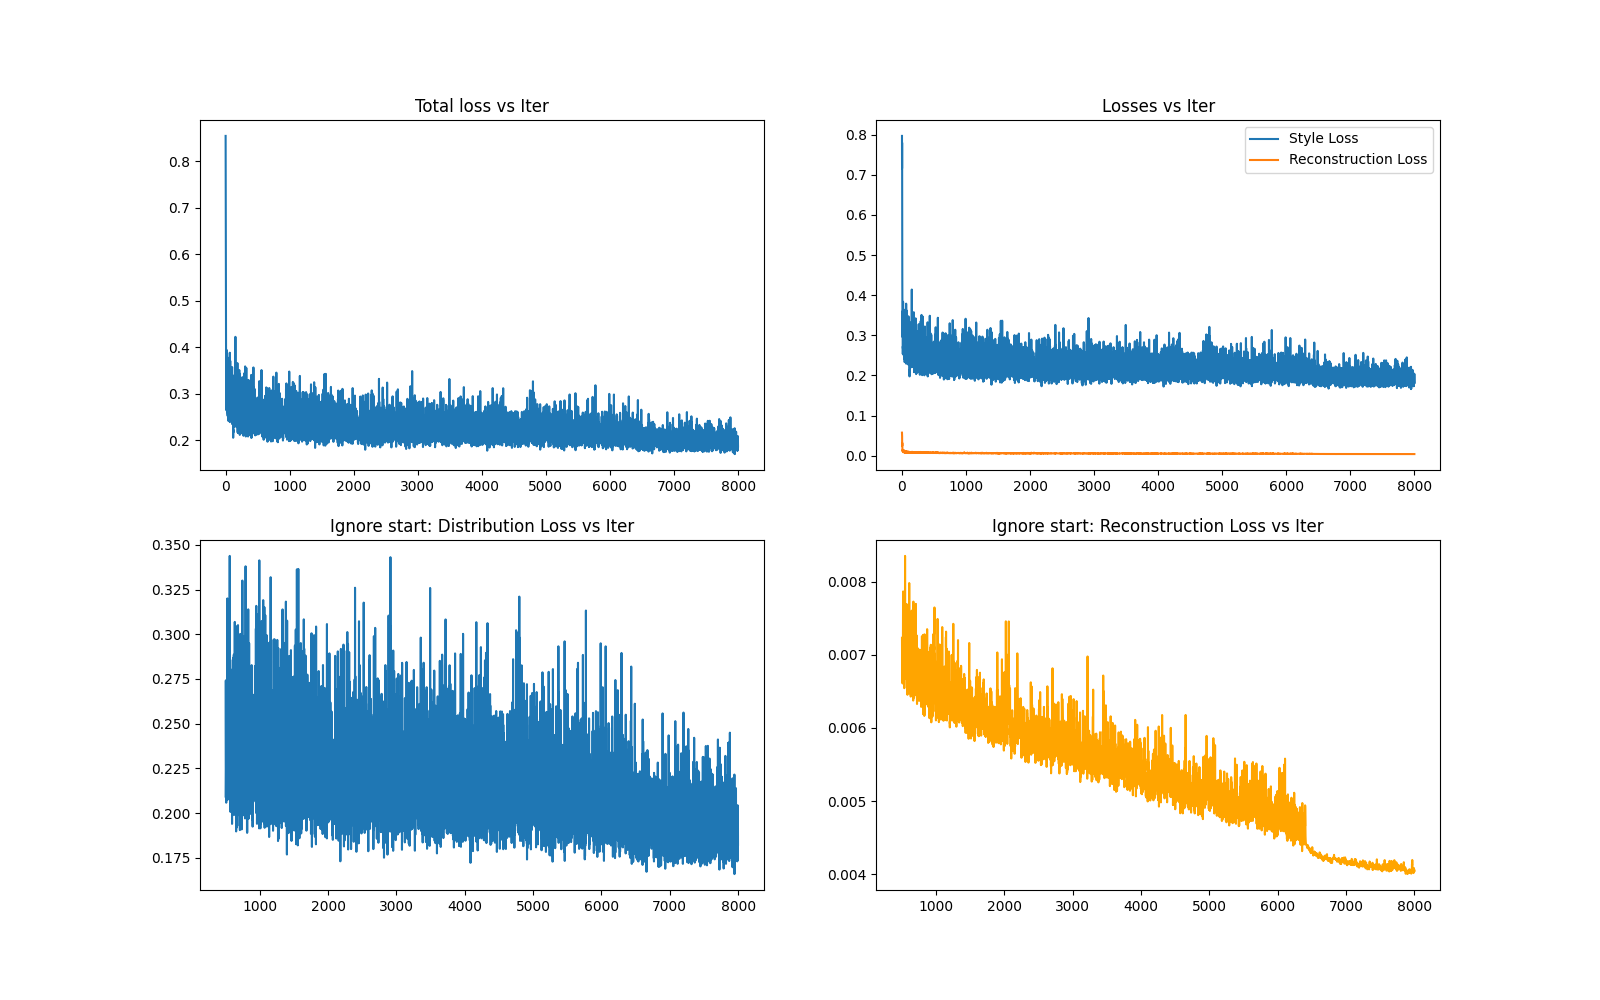 Total loss vs Iter
0.8
0.7
0.6
0.5
0.4
0.3
0.2
0 1000 2000 3000 4000 5000 6000 7000 8000
Losses vs Iter
Style Loss
Reconstruction Loss
0.8
0.7
0.6
0.5
0.4
0.3
0.2
0.1
0.0
0 1000 2000 3000 4000 5000 6000 7000 8000
Ignore start: Distribution Loss vs Iter
0.350
0.325
0.300
0.275
0.250
0.225
0.200
0.175
1000 2000 3000 4000 5000 6000 7000 8000
Ignore start: Reconstruction Loss vs Iter
0.008
0.007
0.006
0.005
0.004
1000 2000 3000 4000 5000 6000 7000 8000